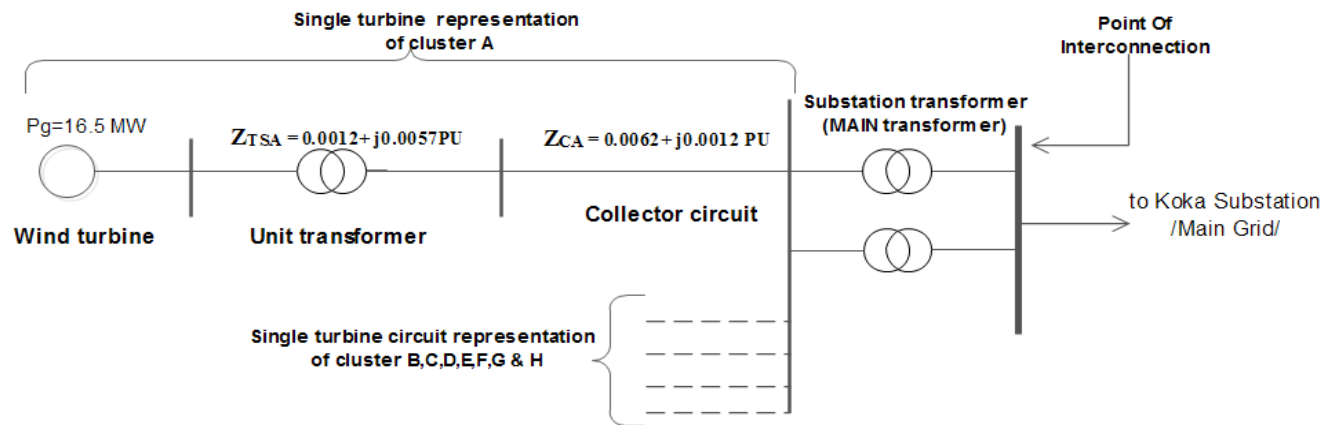 Single turbine representation
of cluster A
Point Of
Interconnection
Substation transformer
(MAIN transformer)
Pg=16.5 MW
Z_TSA = 0.0012+j0.0057PU
Z_CA = 0.0062+j0.0012 PU
to Koka Substation
/Main Grid/
Wind turbine
Unit transformer
Collector circuit
Single turbine circuit representation
of cluster B,C,D,E,F,G & H